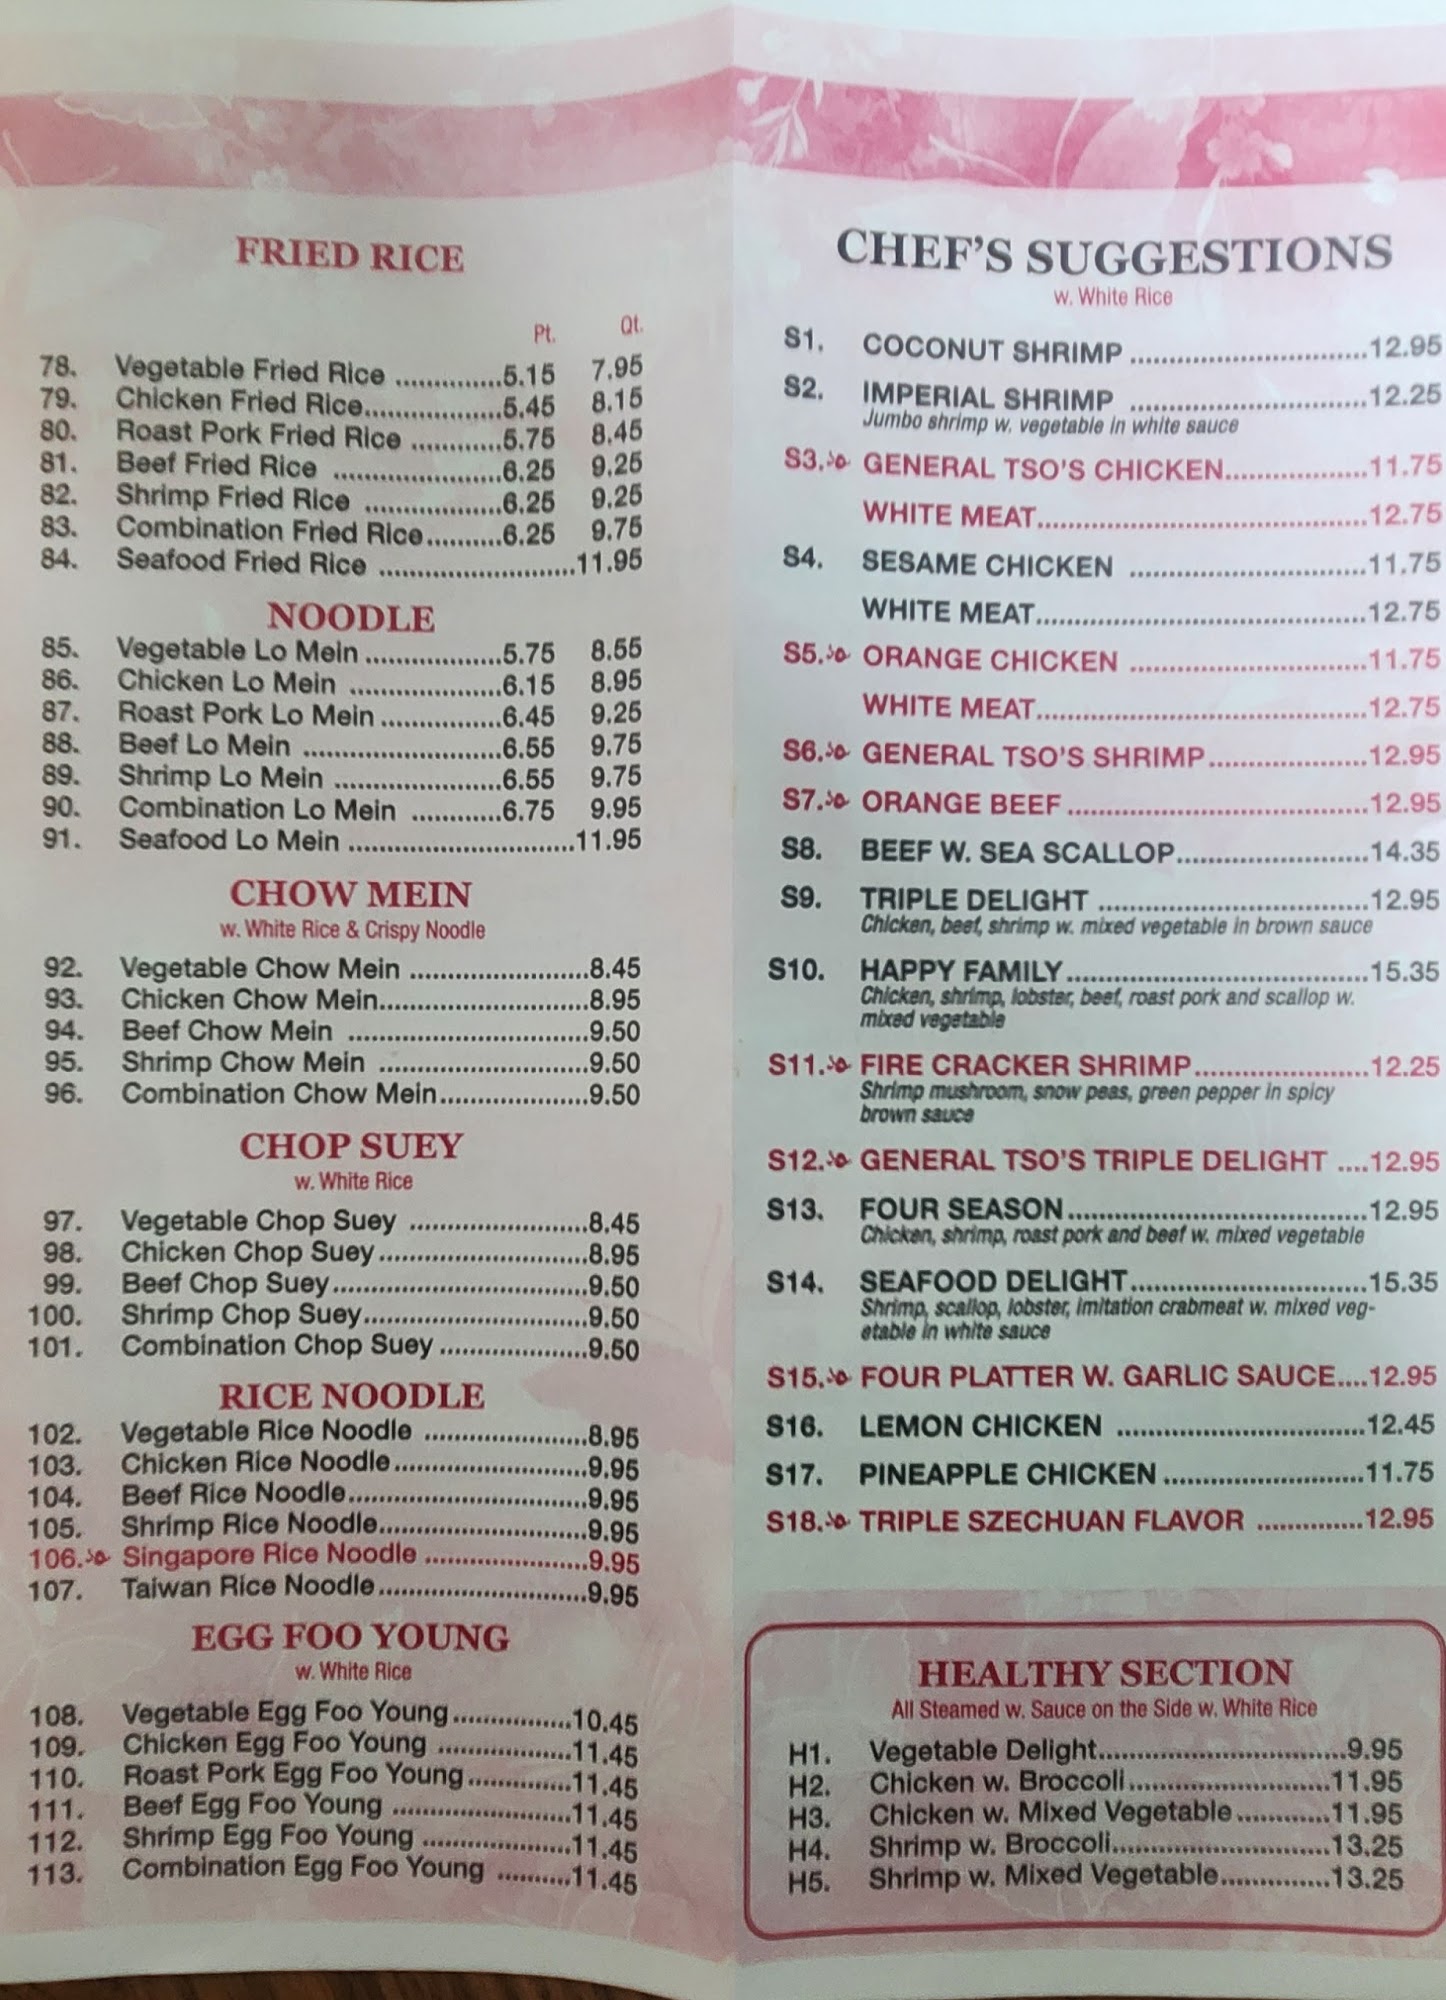 FRIED RICE
Pt. Qt.
78. Vegetable Fried Rice ..............5.15 7.95
79. Chicken Fried Rice..................5.45 8.15
80. Roast Pork Fried Rice ............5.75 8.45
81. Beef Fried Rice ......................6.25 9.25
82. Shrimp Fried Rice ..................6.25 9.25
83. Combination Fried Rice..........6.25 9.75
84. Seafood Fried Rice ..........................11.95
NOODLE
85. Vegetable Lo Mein ..................5.75 8.55
86. Chicken Lo Mein ....................6.15 8.95
87. Roast Pork Lo Mein................6.45 9.25
88. Beef Lo Mein ..........................6.55 9.75
89. Shrimp Lo Mein ......................6.55 9.75
90. Combination Lo Mein ............6.75 9.95
91. Seafood Lo Mein ..............................11.95
CHOW MEIN
w. White Rice & Crispy Noodle
92. Vegetable Chow Mein ........................8.45
93. Chicken Chow Mein............................8.95
94. Beef Chow Mein ................................9.50
95. Shrimp Chow Mein ............................9.50
96. Combination Chow Mein....................9.50
CHOP SUEY
w. White Rice
97. Vegetable Chop Suey ........................8.45
98. Chicken Chop Suey............................8.95
99. Beef Chop Suey..................................9.50
100. Shrimp Chop Suey..............................9.50
101. Combination Chop Suey....................9.50
RICE NOODLE
102. Vegetable Rice Noodle ......................8.95
103. Chicken Rice Noodle..........................9.95
104. Beef Rice Noodle................................9.95
105. Shrimp Rice Noodle............................9.95
106. Singapore Rice Noodle ......................9.95
107. Taiwan Rice Noodle............................9.95
EGG FOO YOUNG
w. White Rice
108. Vegetable Egg Foo Young................10.45
109. Chicken Egg Foo Young ..................11.45
110. Roast Pork Egg Foo Young..............11.45
111. Beef Egg Foo Young ........................11.45
112. Shrimp Egg Foo Young ....................11.45
113. Combination Egg Foo Young ..........11.45
CHEF'S SUGGESTIONS
w. White Rice
S1. COCONUT SHRIMP ................................12.95
S2. IMPERIAL SHRIMP ................................12.25
Jumbo shrimp w. vegetable in white sauce
S3. GENERAL TSO'S CHICKEN...................11.75
WHITE MEAT............................................12.75
S4. SESAME CHICKEN ................................11.75
WHITE MEAT............................................12.75
S5. ORANGE CHICKEN ................................11.75
WHITE MEAT............................................12.75
S6. GENERAL TSO'S SHRIMP.....................12.95
S7. ORANGE BEEF........................................12.95
S8. BEEF W. SEA SCALLOP.........................14.35
S9. TRIPLE DELIGHT ....................................12.95
Chicken, beef, shrimp w. mixed vegetable in brown sauce
S10. HAPPY FAMILY........................................15.35
Chicken, shrimp, lobster, beef, roast pork and scallop w.
mixed vegetable
S11. FIRE CRACKER SHRIMP.......................12.25
Shrimp mushroom, snow peas, green pepper in spicy
brown sauce
S12. GENERAL TSO'S TRIPLE DELIGHT ....12.95
S13. FOUR SEASON........................................12.95
Chicken, shrimp, roast pork and beef w. mixed vegetable
S14. SEAFOOD DELIGHT................................15.35
Shrimp, scallop, lobster, imitation crabmeat w. mixed veg-
etable in white sauce
S15. FOUR PLATTER W. GARLIC SAUCE....12.95
S16. LEMON CHICKEN ................................12.45
S17. PINEAPPLE CHICKEN..........................11.75
S18. TRIPLE SZECHUAN FLAVOR ..............12.95
HEALTHY SECTION
All Steamed w. Sauce on the Side w. White Rice
H1. Vegetable Delight..................................9.95
H2. Chicken w. Broccoli............................11.95
H3. Chicken w. Mixed Vegetable.............11.95
H4. Shrimp w. Broccoli..............................13.25
H5. Shrimp w. Mixed Vegetable...............13.25